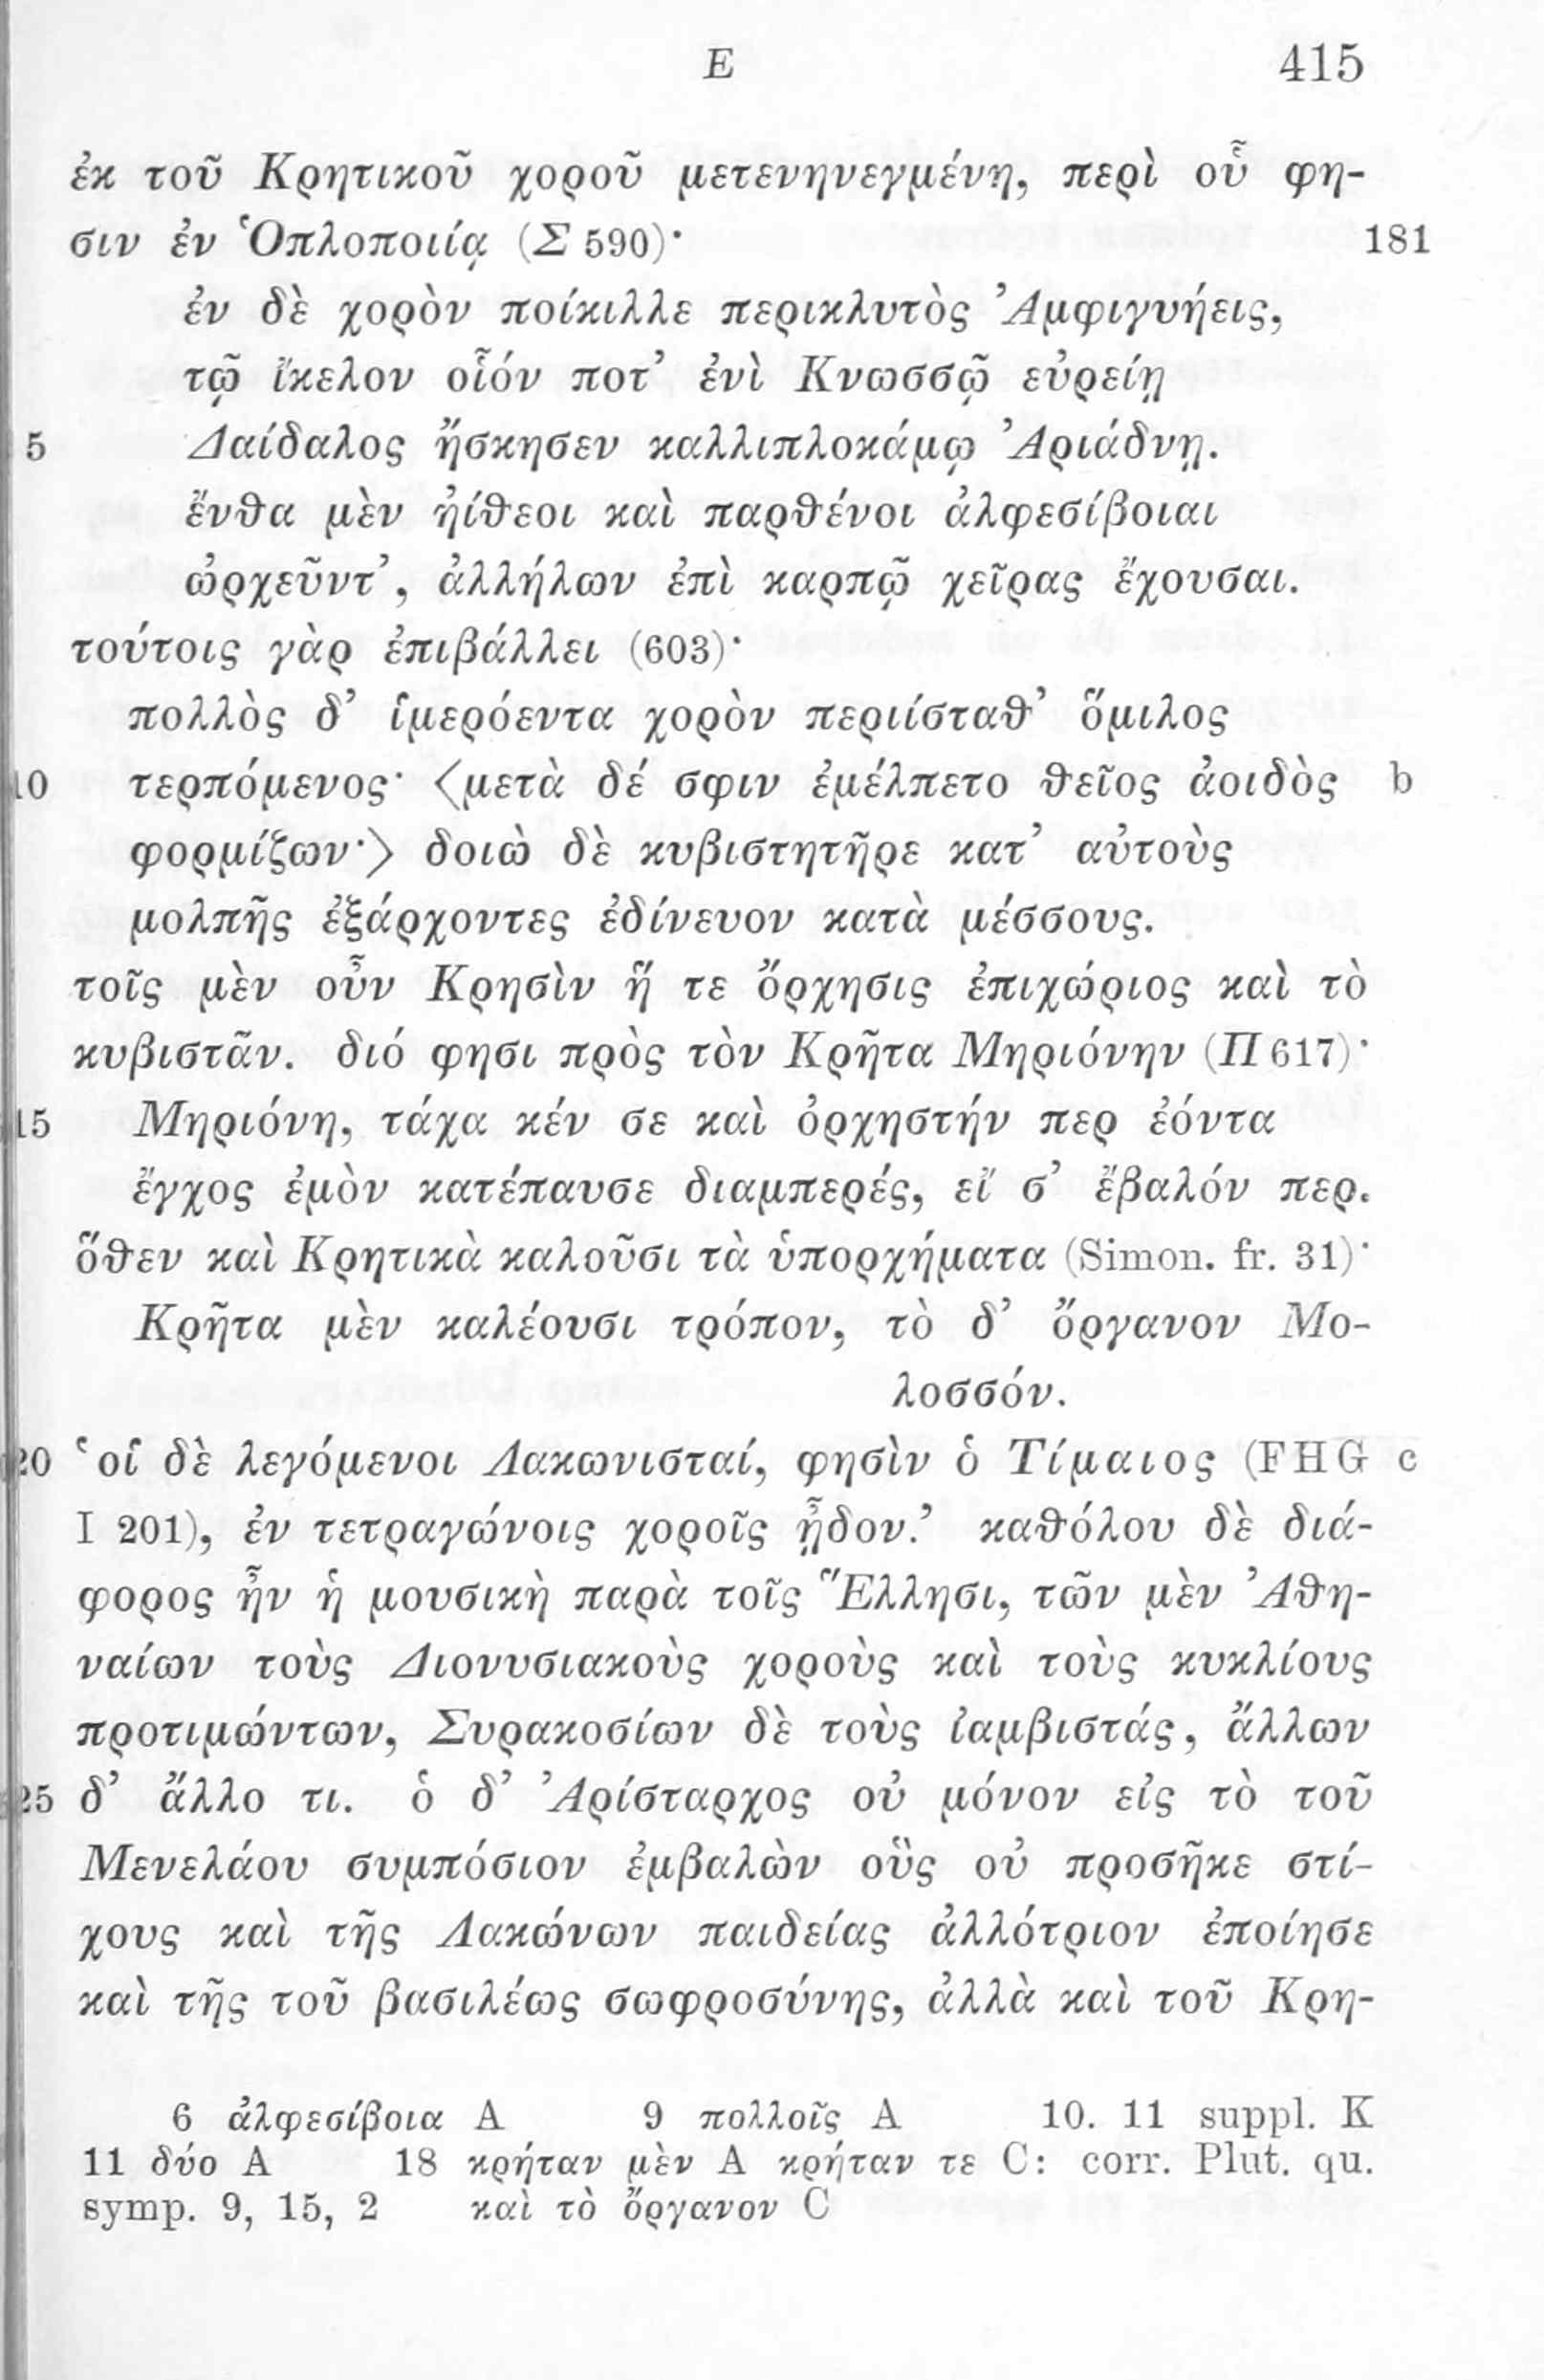 E 415
ἐκ τοῦ Κρητικοῦ χοροῦ μετενηνεγμένη, περὶ οὗ φη-
σιν ἐν Ὁπλοποιίᾳ (Σ 590)· 181
ἐν δὲ χορὸν ποίκιλλε περικλυτὸς Ἀμφιγυήεις,
τῷ ἴκελον οἷόν ποτ’ ἐνὶ Κνωσσῷ εὐρείῃ
5 Δαίδαλος ἤσκησεν καλλιπλοκάμῳ Ἀριάδνῃ.
ἔνθα μὲν ἠίθεοι καὶ παρθένοι ἀλφεσίβοιαι
ὠρχεῦντ’, ἀλλήλων ἐπὶ καρπῷ χεῖρας ἔχουσαι.
τούτοις γὰρ ἐπιβάλλει (603)·
πολλὸς δ’ ἱμερόεντα χορὸν περιίσταθ’ ὅμιλος
10 τερπόμενος· <μετὰ δέ σφιν ἐμέλπετο θεῖος ἀοιδὸς b
φορμίζων·> δοιὼ δὲ κυβιστητῆρε κατ’ αὐτοὺς
μολπῆς ἐξάρχοντες ἐδίνευον κατὰ μέσσους.
τοῖς μὲν οὖν Κρησὶν ἥ τε ὄρχησις ἐπιχώριος καὶ τὸ
κυβιστᾶν. διό φησι πρὸς τὸν Κρῆτα Μηριόνην (Π 617)·
15 Μηριόνη, τάχα κέν σε καὶ ὀρχηστήν περ ἐόντα
ἔγχος ἐμὸν κατέπαυσε διαμπερές, εἴ σ’ ἔβαλόν περ.
ὅθεν καὶ Κρητικὰ καλοῦσι τὰ ὑπορχήματα (Simon. fr. 31)·
Κρῆτα μὲν καλέουσι τρόπον, τὸ δ’ ὄργανον Μο-
λοσσόν.
20 ‘οἱ δὲ λεγόμενοι Λακωνισταί, φησὶν ὁ Τίμαιος (FHG c
I 201), ἐν τετραγώνοις χοροῖς ᾖδον.’ καθόλου δὲ διά-
φορος ἦν ἡ μουσικὴ παρὰ τοῖς Ἕλλησι, τῶν μὲν Ἀθη-
ναίων τοὺς Διονυσιακοὺς χοροὺς καὶ τοὺς κυκλίους
προτιμώντων, Συρακοσίων δὲ τοὺς ἰαμβιστάς, ἄλλων
25 δ’ ἄλλο τι. ὁ δ’ Ἀρίσταρχος οὐ μόνον εἰς τὸ τοῦ
Μενελάου συμπόσιον ἐμβαλὼν οὓς οὐ προσῆκε στί-
χους καὶ τῆς Λακώνων παιδείας ἀλλότριον ἐποίησε
καὶ τῆς τοῦ βασιλέως σωφροσύνης, ἀλλὰ καὶ τοῦ Κρη-
6 ἀλφεσίβοια A 9 πολλοῖς A 10. 11 suppl. K
11 δύο A 18 κρήταν μὲν A κρήταν τε C: corr. Plut. qu.
symp. 9, 15, 2 καὶ τὸ ὄργανον C